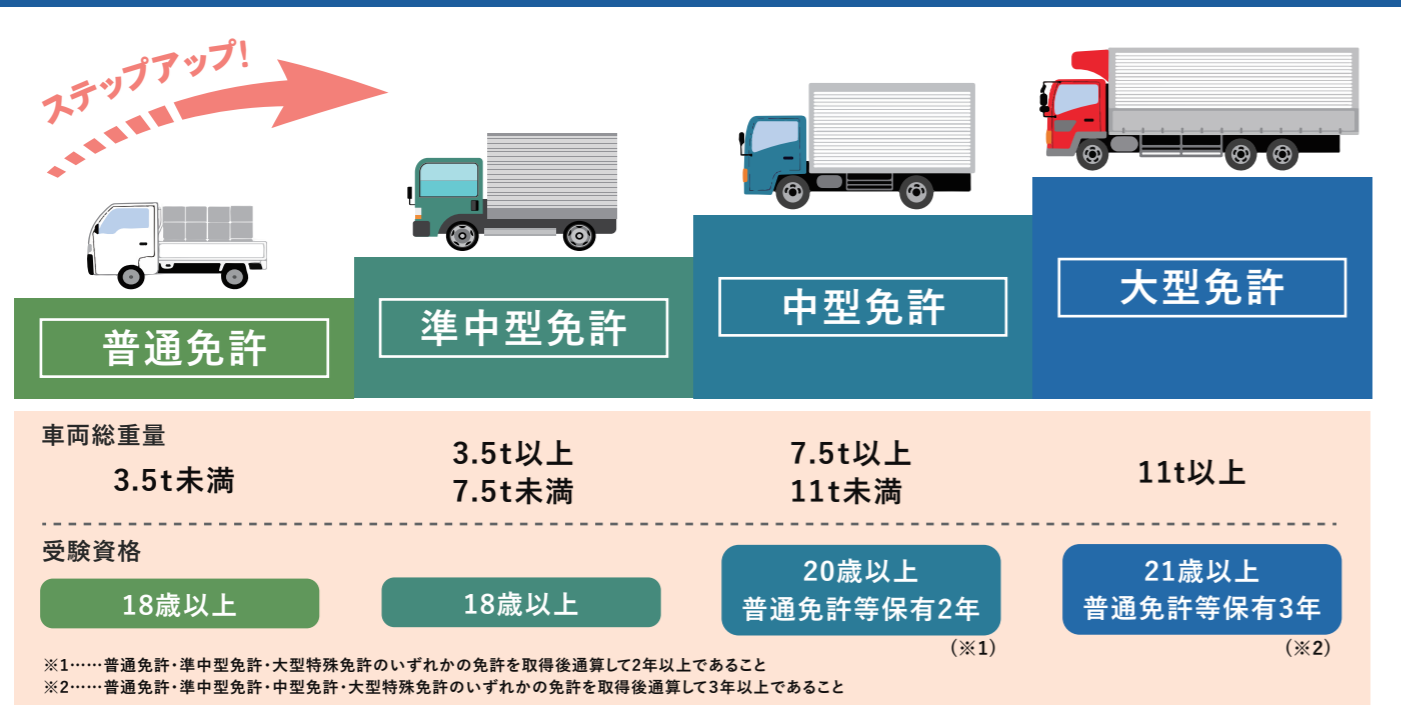 ステップアップ!
普通免許
準中型免許
中型免許
大型免許
車両総重量
3.5t未満
3.5t以上
7.5t未満
7.5t以上
11t未満
11t以上
受験資格
18歳以上
18歳以上
20歳以上
普通免許等保有2年
(※1)
21歳以上
普通免許等保有3年
(※2)
※1……普通免許・準中型免許・大型特殊免許のいずれかの免許を取得後通算して2年以上であること
※2……普通免許・準中型免許・中型免許・大型特殊免許のいずれかの免許を取得後通算して3年以上であること